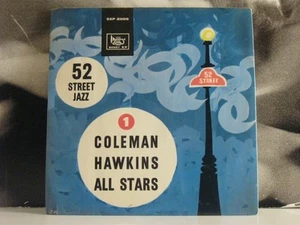 52
STREET
JAZZ
52
STREET
1
COLEMAN
HAWKINS
ALL STARS